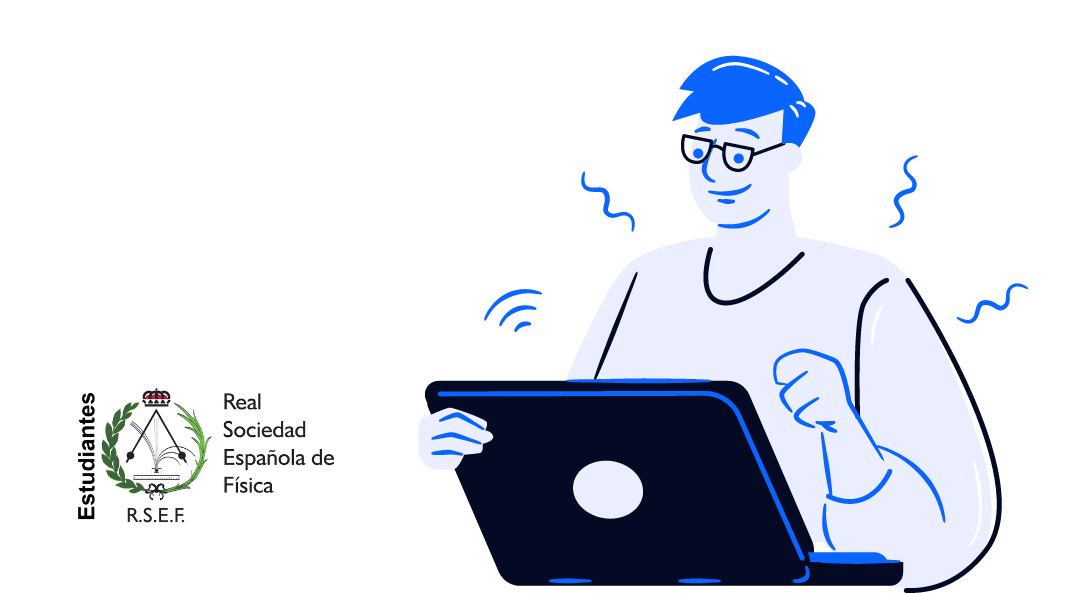 Estudiantes
Real
Sociedad
Española de
Física
R.S.E.F.